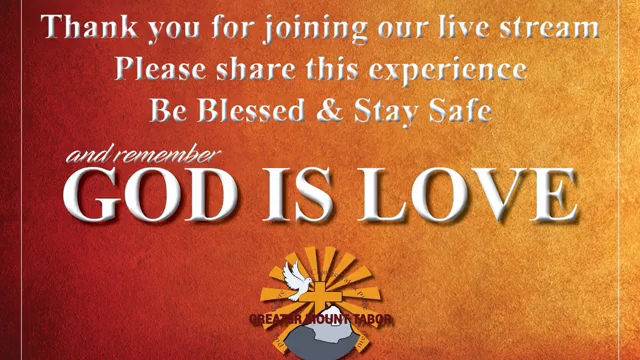 Thank you for joining our live stream
Please share this experience
Be Blessed & Stay Safe
and remember
GOD IS LOVE
GREATER MOUNT TABOR